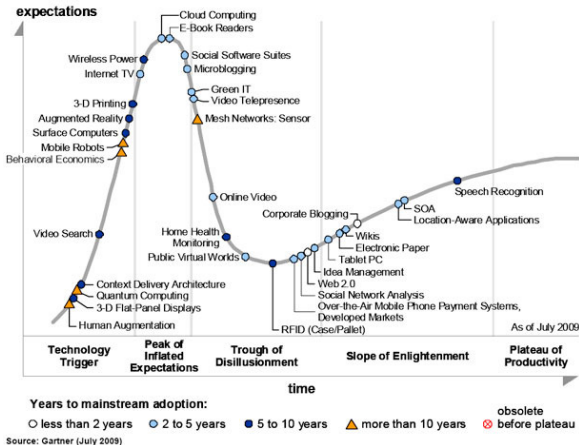 expectations
Cloud Computing
E-Book Readers
Wireless Power
Social Software Suites
Internet TV
Microblogging
Green IT
3-D Printing
Video Telepresence
Augmented Reality
Mesh Networks: Sensor
Surface Computers
Mobile Robots
Behavioral Economics
Online Video
Speech Recognition
SOA
Corporate Blogging
Location-Aware Applications
Video Search
Home Health
Monitoring
Wikis
Electronic Paper
Public Virtual Worlds
Tablet PC
Idea Management
Context Delivery Architecture
Web 2.0
Quantum Computing
Social Network Analysis
3-D Flat-Panel Displays
Over-the-Air Mobile Phone Payment Systems,
Developed Markets
Human Augmentation
RFID (Case/Pallet)
As of July 2009
Technology
Trigger
Peak of
Inflated
Expectations
Trough of
Disillusionment
Slope of Enlightenment
Plateau of
Productivity
time
Years to mainstream adoption:
less than 2 years
2 to 5 years
5 to 10 years
more than 10 years
obsolete
before plateau
Source: Gartner (July 2009)